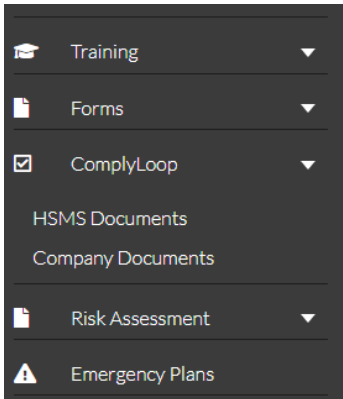 Training
Forms
ComplyLoop
HSMS Documents
Company Documents
Risk Assessment
Emergency Plans